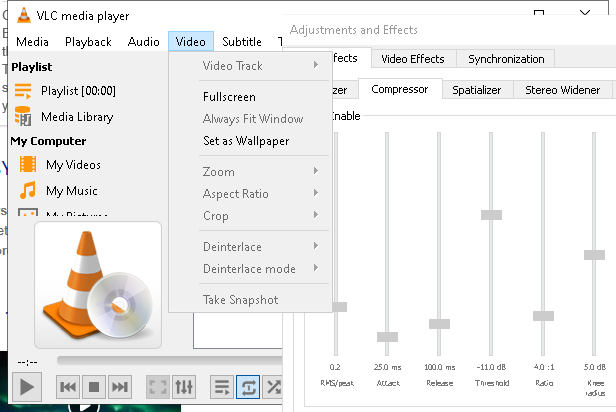 VLC media player
Media Playback Audio Video Subtitle T
Playlist
Playlist [00:00]
Media Library
My Computer
My Videos
My Music
My Pictures
Video Track
Fullscreen
Always Fit Window
Set as Wallpaper
Zoom
Aspect Ratio
Crop
Deinterlace
Deinterlace mode
Take Snapshot
--:--
Adjustments and Effects
ffects Video Effects Synchronization
zer Compressor Spatializer Stereo Widener
Enable
0.2 25.0 ms 100.0 ms -11.0 dB 4.0 :1 5.0 dB
RMS/peak Attack Release Threshold Ratio Knee
radius